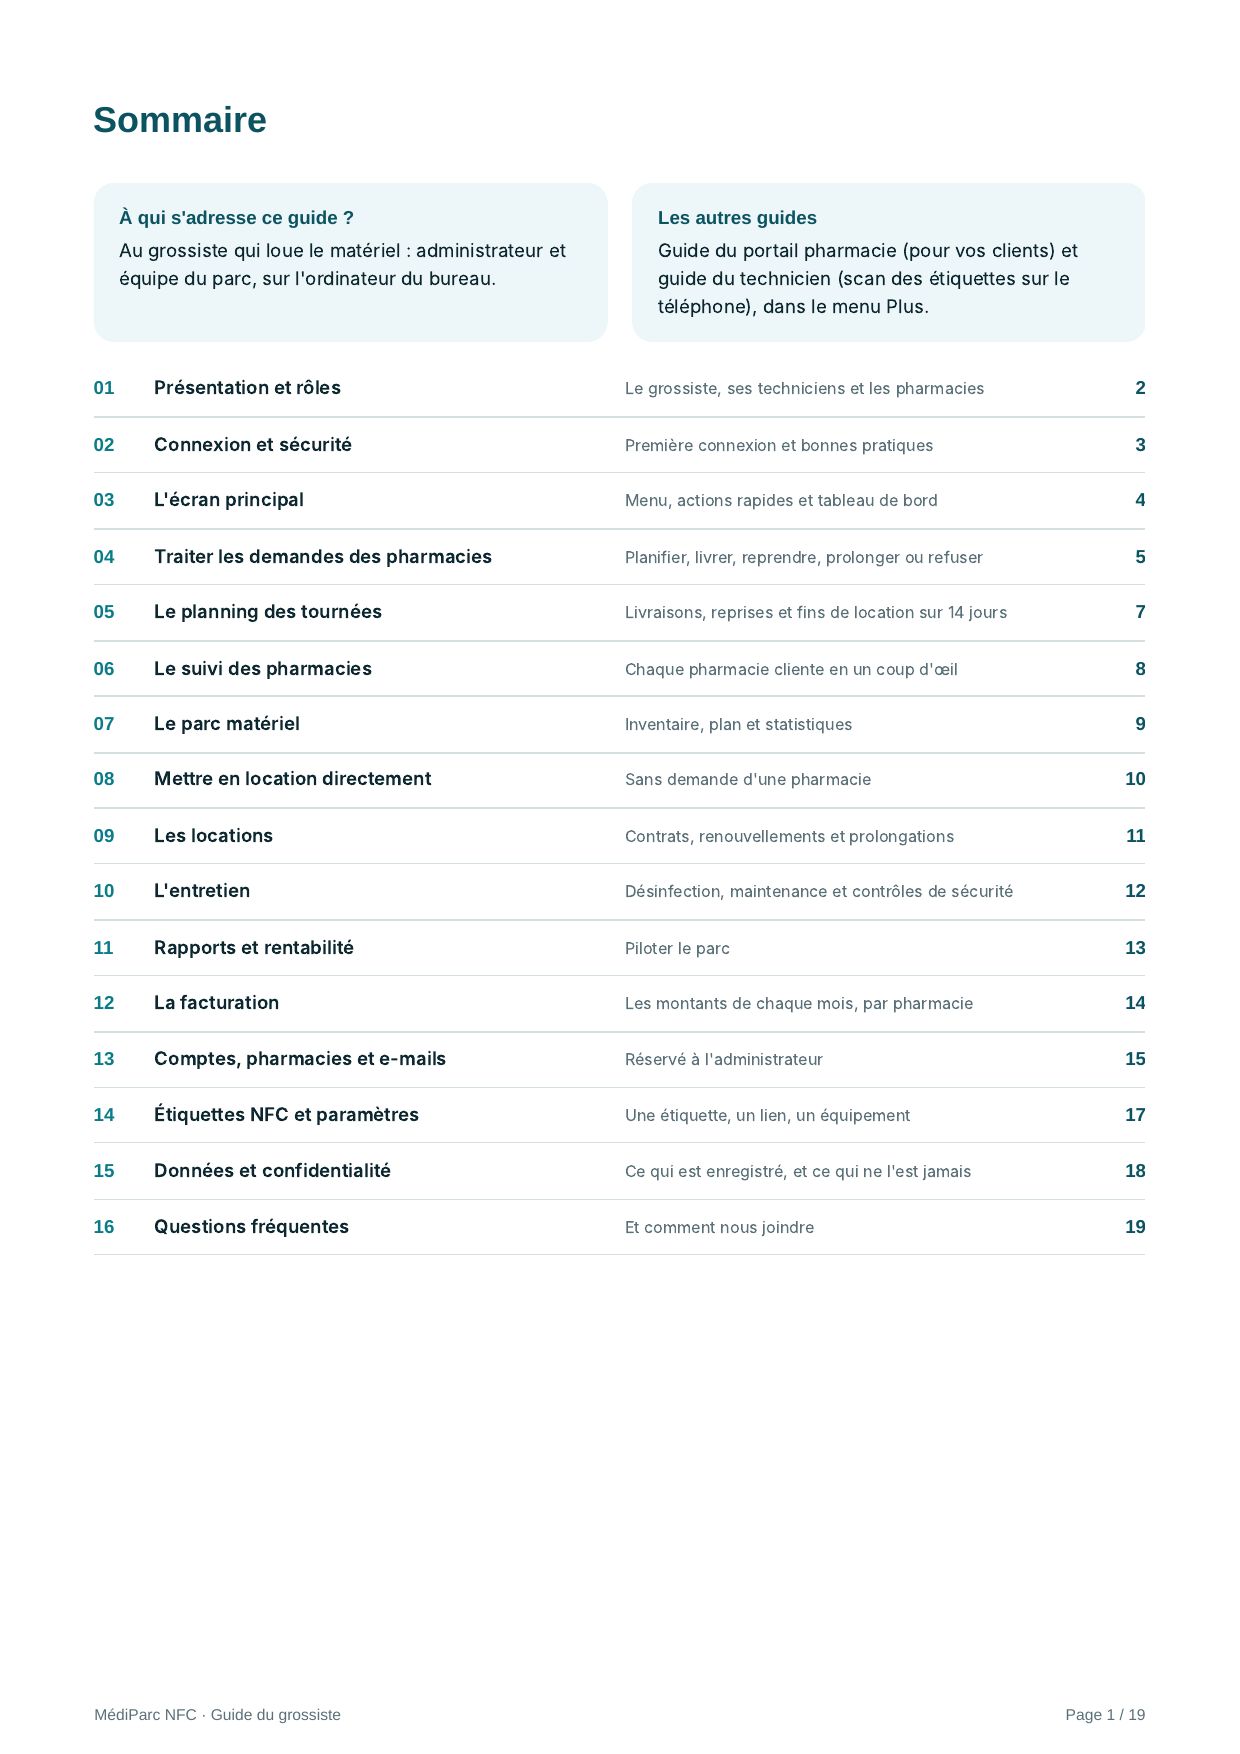 Sommaire
À qui s'adresse ce guide ?
Au grossiste qui loue le matériel : administrateur et
équipe du parc, sur l'ordinateur du bureau.
Les autres guides
Guide du portail pharmacie (pour vos clients) et
guide du technicien (scan des étiquettes sur le
téléphone), dans le menu Plus.
01 Présentation et rôles Le grossiste, ses techniciens et les pharmacies 2
02 Connexion et sécurité Première connexion et bonnes pratiques 3
03 L'écran principal Menu, actions rapides et tableau de bord 4
04 Traiter les demandes des pharmacies Planifier, livrer, reprendre, prolonger ou refuser 5
05 Le planning des tournées Livraisons, reprises et fins de location sur 14 jours 7
06 Le suivi des pharmacies Chaque pharmacie cliente en un coup d'œil 8
07 Le parc matériel Inventaire, plan et statistiques 9
08 Mettre en location directement Sans demande d'une pharmacie 10
09 Les locations Contrats, renouvellements et prolongations 11
10 L'entretien Désinfection, maintenance et contrôles de sécurité 12
11 Rapports et rentabilité Piloter le parc 13
12 La facturation Les montants de chaque mois, par pharmacie 14
13 Comptes, pharmacies et e-mails Réservé à l'administrateur 15
14 Étiquettes NFC et paramètres Une étiquette, un lien, un équipement 17
15 Données et confidentialité Ce qui est enregistré, et ce qui ne l'est jamais 18
16 Questions fréquentes Et comment nous joindre 19
MédiParc NFC · Guide du grossiste Page 1 / 19